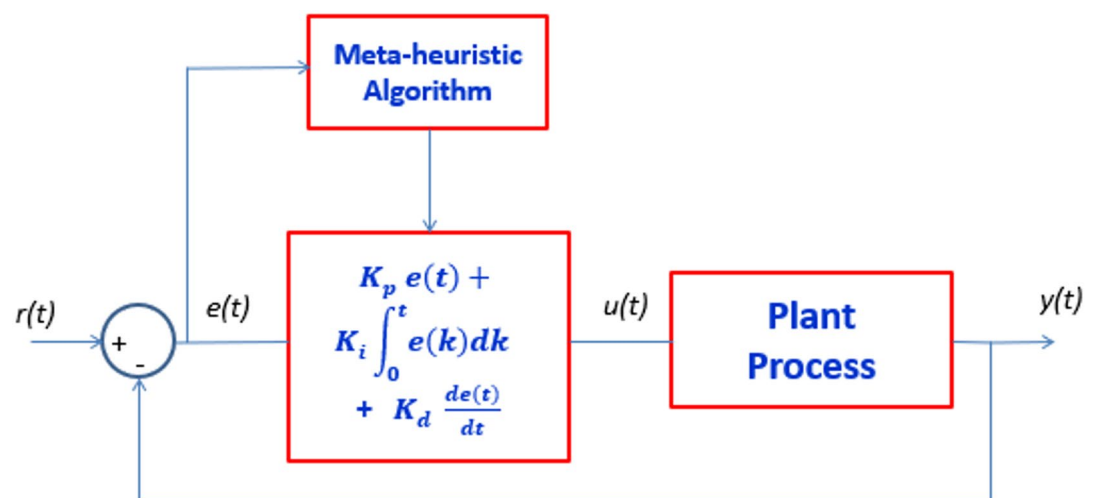 Meta-heuristic
Algorithm
r(t)
+
-
e(t)
K_p e(t) +
K_i ∫_0^t e(k)dk
+ K_d de(t)/dt
u(t)
Plant
Process
y(t)